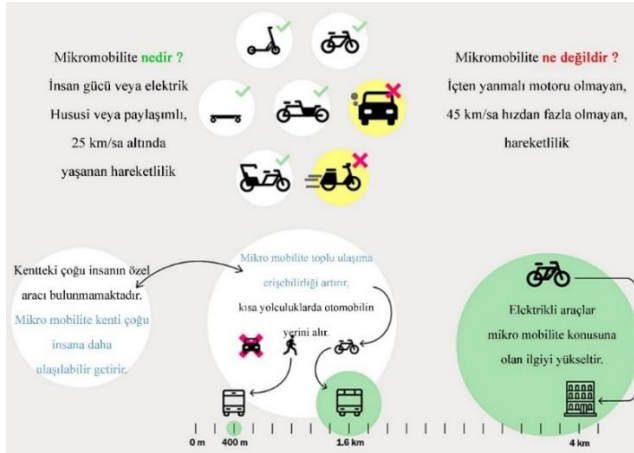 Mikromobilite nedir ?
İnsan gücü veya elektrik
Hususi veya paylaşımlı,
25 km/sa altında
yaşanan hareketlilik
Mikromobilite ne değildir ?
İçten yanmalı motoru olmayan,
45 km/sa hızdan fazla olmayan,
hareketlilik
Kentteki çoğu insanın özel
aracı bulunmamaktadır.
Mikro mobilite kenti çoğu
insana daha
ulaşılabilir getirir.
Mikro mobilite toplu ulaşıma
erişebilirliği artırır,
kısa yolculuklarda otomobilin
yerini alır.
Elektrikli araçlar
mikro mobilite konusuna
olan ilgiyi yükseltir.
0 m 400 m 1.6 km 4 km